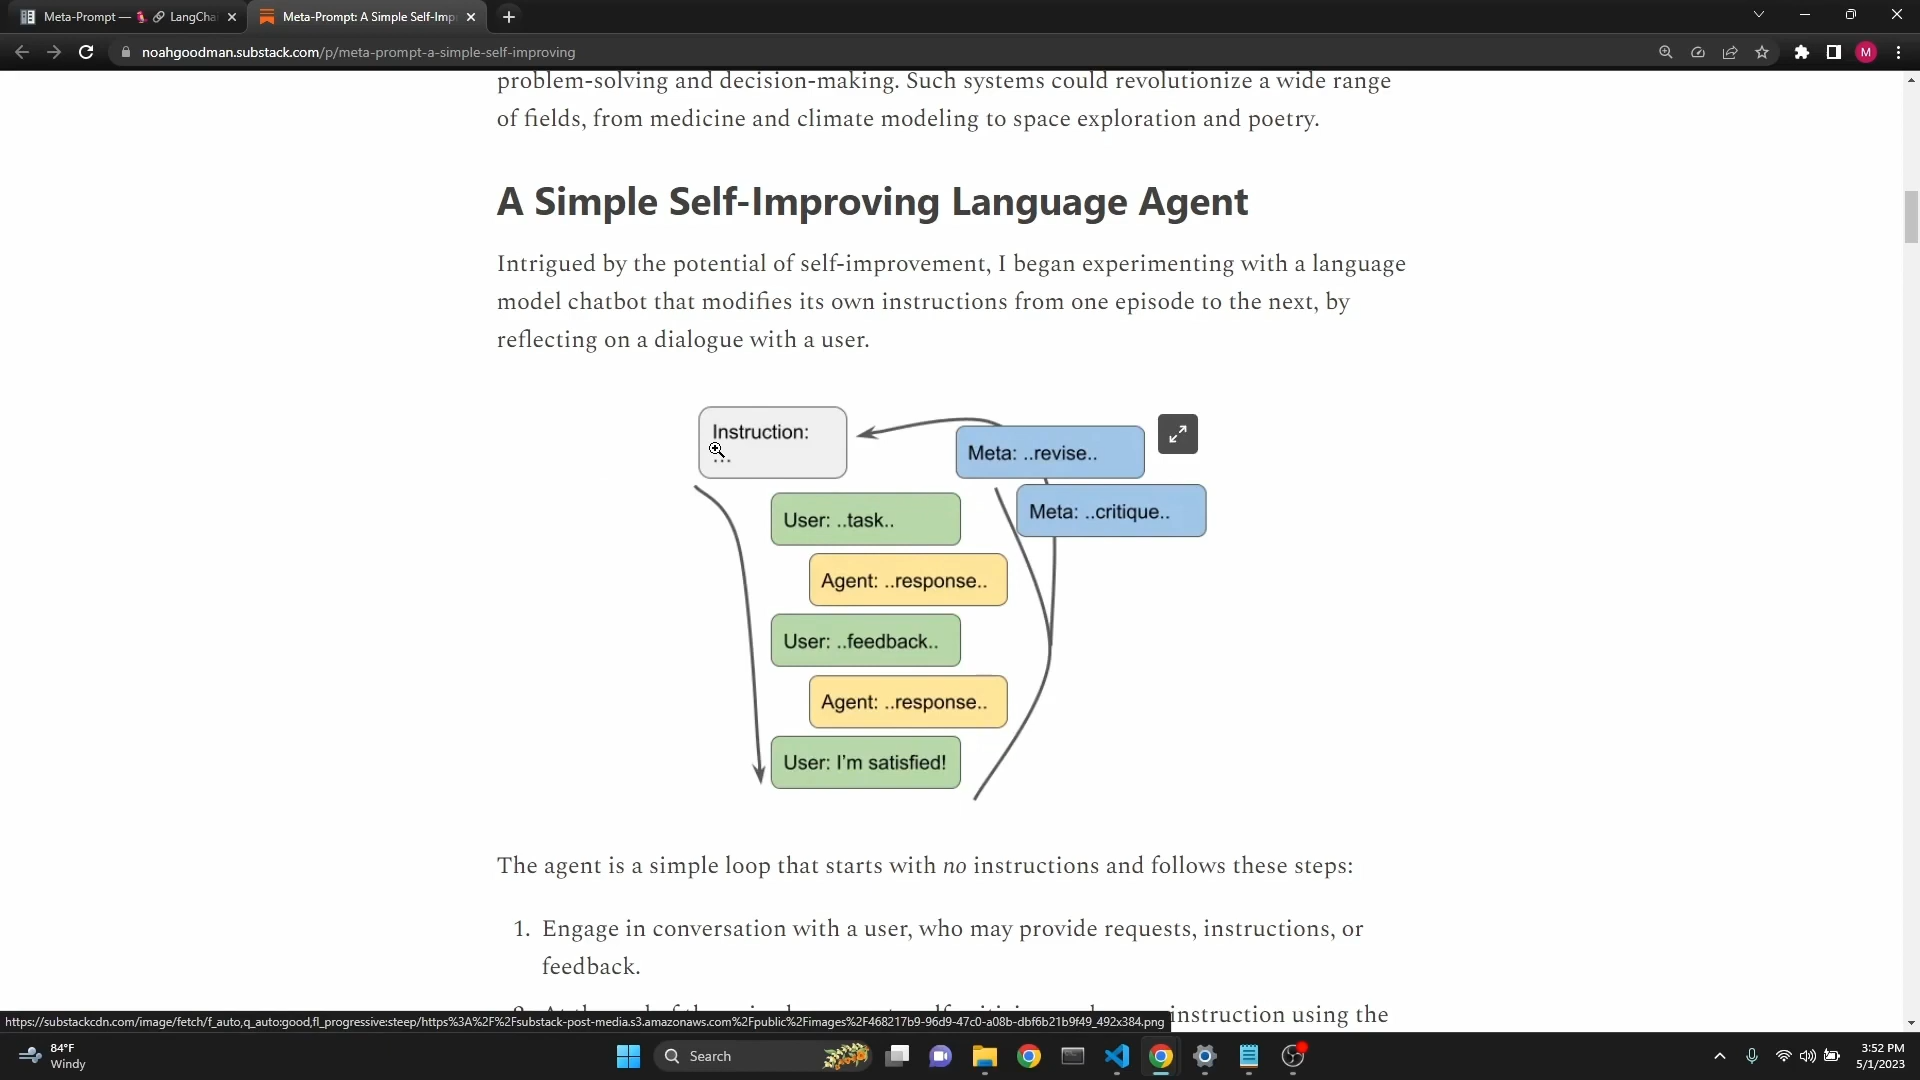 Meta-Prompt — LangCha
Meta-Prompt: A Simple Self-Imp
noahgoodman.substack.com/p/meta-prompt-a-simple-self-improving
M
problem-solving and decision-making. Such systems could revolutionize a wide range
of fields, from medicine and climate modeling to space exploration and poetry.
A Simple Self-Improving Language Agent
Intrigued by the potential of self-improvement, I began experimenting with a language
model chatbot that modifies its own instructions from one episode to the next, by
reflecting on a dialogue with a user.
Instruction:
...
Meta: ..revise..
Meta: ..critique..
User: ..task..
Agent: ..response..
User: ..feedback..
Agent: ..response..
User: I'm satisfied!
The agent is a simple loop that starts with no instructions and follows these steps:
1. Engage in conversation with a user, who may provide requests, instructions, or
feedback.
instruction using the
https://substackcdn.com/image/fetch/f_auto,q_auto:good,fl_progressive:steep/https%3A%2F%2Fsubstack-post-media.s3.amazonaws.com%2Fpublic%2Fimages%2F468217b9-96d9-47c0-a08b-dbf6b21b9f49_492x384.png
84°F
Windy
Search
3:52 PM
5/1/2023